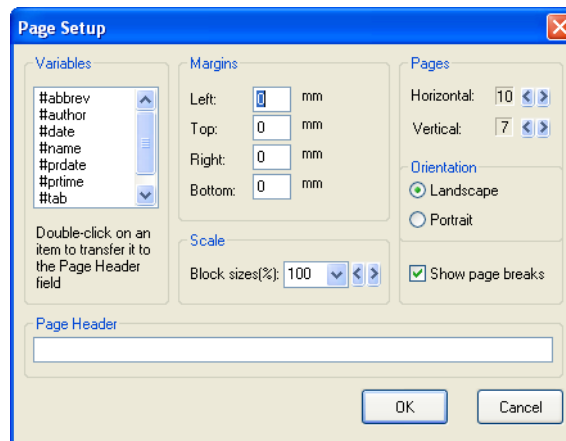 Page Setup
Variables
#abbrev
#author
#date
#name
#prdate
#prtime
#tab
Double-click on an
item to transfer it to
the Page Header
field
Margins
Left: 0 mm
Top: 0 mm
Right: 0 mm
Bottom: 0 mm
Scale
Block sizes(%): 100
Pages
Horizontal: 10
Vertical: 7
Orientation
Landscape
Portrait
Show page breaks
Page Header
OK
Cancel